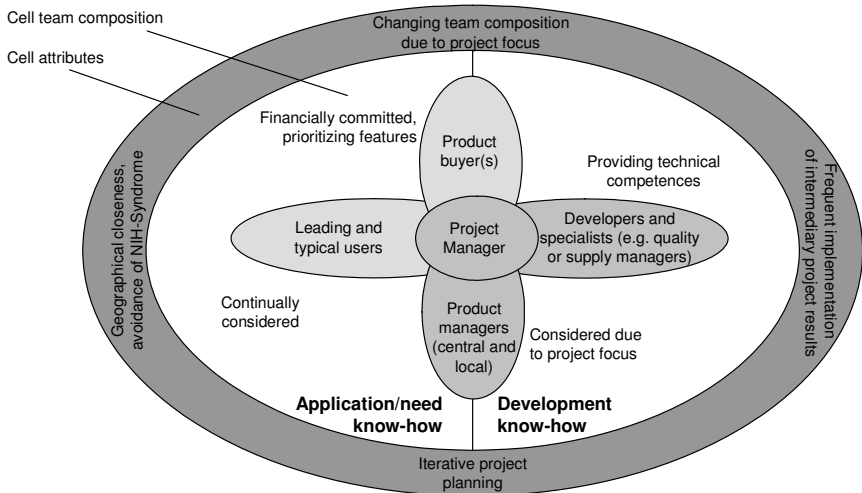 Cell team composition
Cell attributes
Changing team composition
due to project focus
Financially committed,
prioritizing features
Product
buyer(s)
Providing technical
competences
Geographical closeness,
avoidance of NIH-Syndrome
Leading and
typical users
Project
Manager
Developers and
specialists (e.g. quality
or supply managers)
Frequent implementation
of intermediary project results
Continually
considered
Product
managers
(central and
local)
Considered due
to project focus
Application/need
know-how
Development
know-how
Iterative project
planning